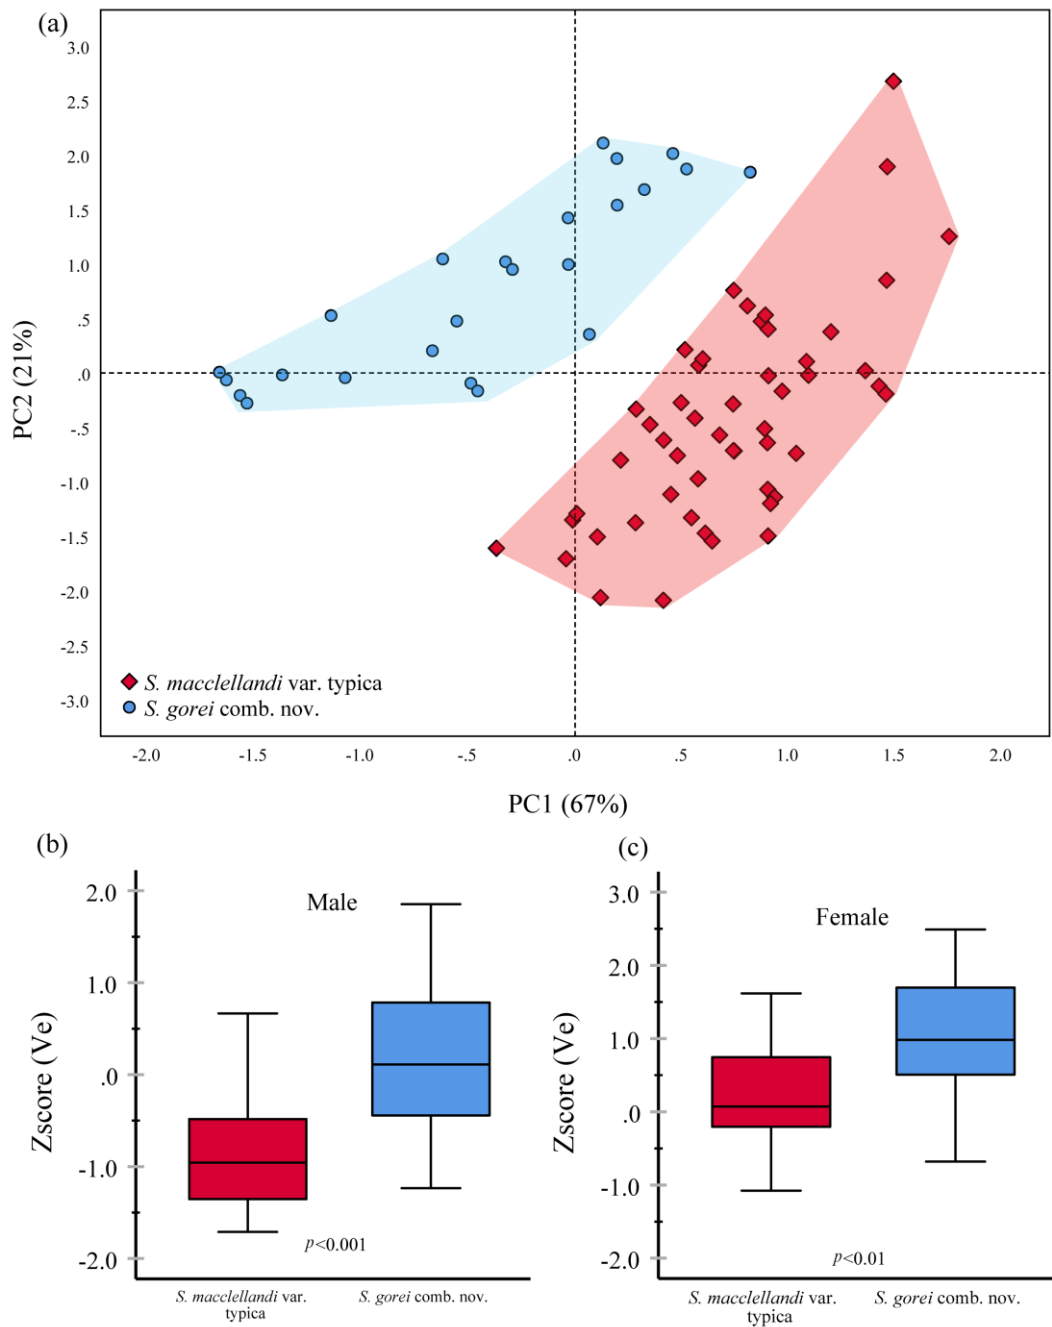 (a)
3.0
2.5
2.0
1.5
1.0
.5
.0
-.5
-1.0
-1.5
-2.0
-2.5
-3.0
PC2 (21%)
S. macclellandi var. typica
S. gorei comb. nov.
-2.0 -1.5 -1.0 -.5 .0 .5 1.0 1.5 2.0
PC1 (67%)
(b)
2.0
1.0
.0
-1.0
-2.0
Zscore (Ve)
Male
p<0.001
S. macclellandi var.
typica
S. gorei comb. nov.
(c)
3.0
2.0
1.0
.0
-1.0
-2.0
Zscore (Ve)
Female
p<0.01
S. macclellandi var.
typica
S. gorei comb. nov.